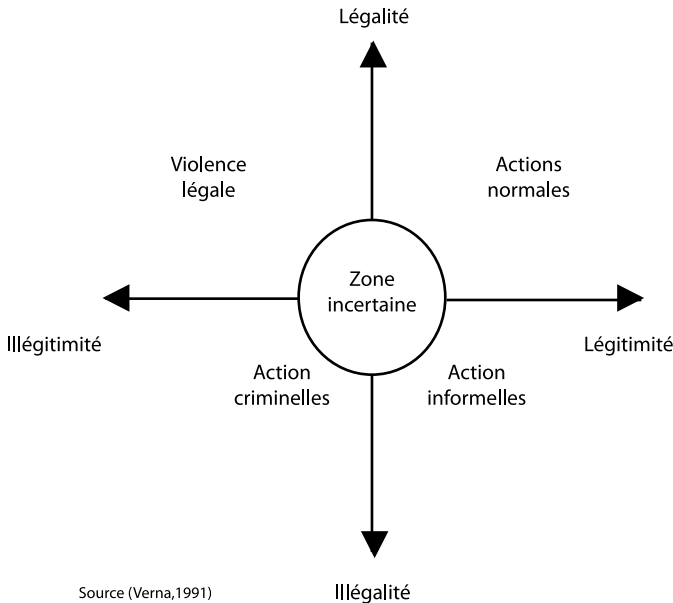 Légalité
Violence
légale
Actions
normales
Zone
incertaine
Illégitimité
Légitimité
Action
criminelles
Action
informelles
Source (Verna,1991)
Illégalité